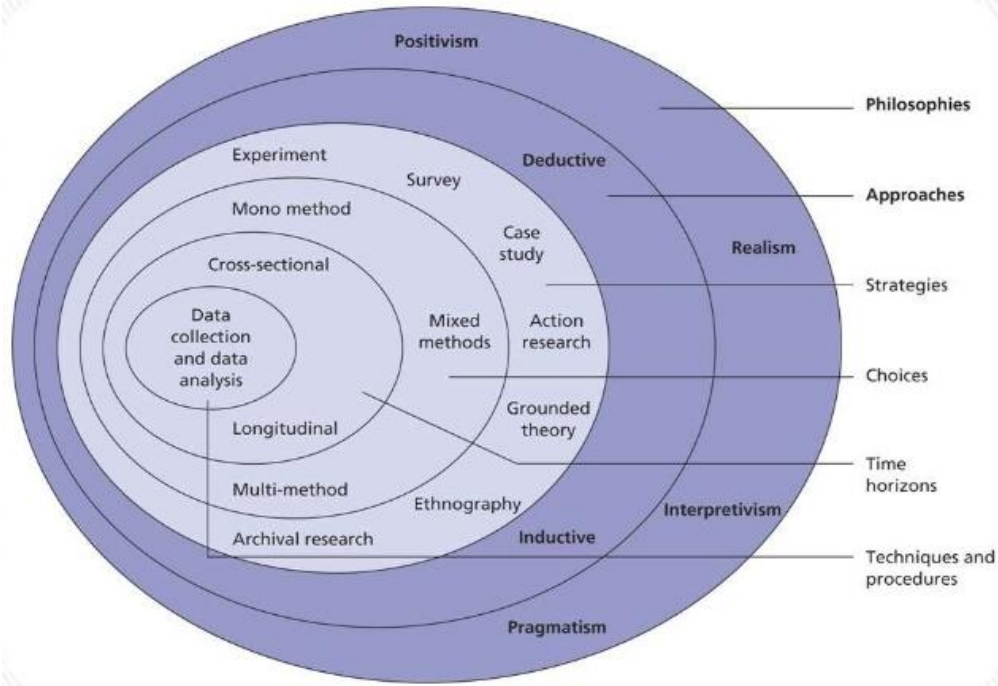 Positivism
Philosophies
Experiment
Deductive
Survey
Approaches
Mono method
Case
study
Realism
Cross-sectional
Strategies
Data
collection
and data
analysis
Mixed
methods
Action
research
Choices
Grounded
theory
Longitudinal
Time
horizons
Multi-method
Ethnography
Interpretivism
Archival research
Inductive
Techniques and
procedures
Pragmatism